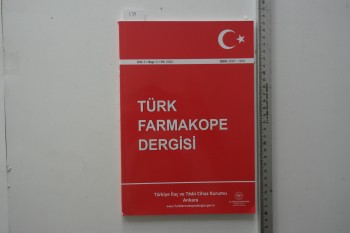 TÜRK
FARMAKOPE
DERGİSİ
Türkiye İlaç ve Tıbbi Cihaz Kurumu
Ankara